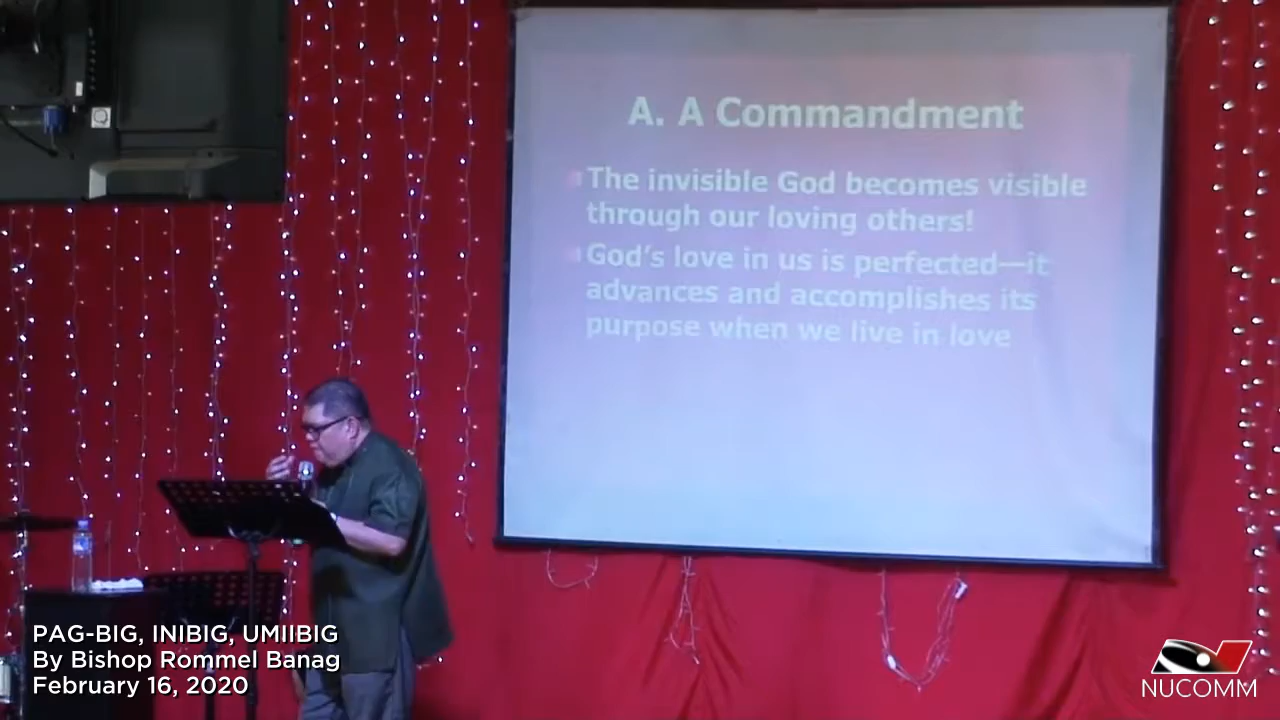 A. A Commandment
The invisible God becomes visible
through our loving others!
God's love in us is perfected—it
advances and accomplishes its
purpose when we live in love
PAG-BIG, INIBIG, UMIIBIG
By Bishop Rommel Banag
February 16, 2020
NUCOMM